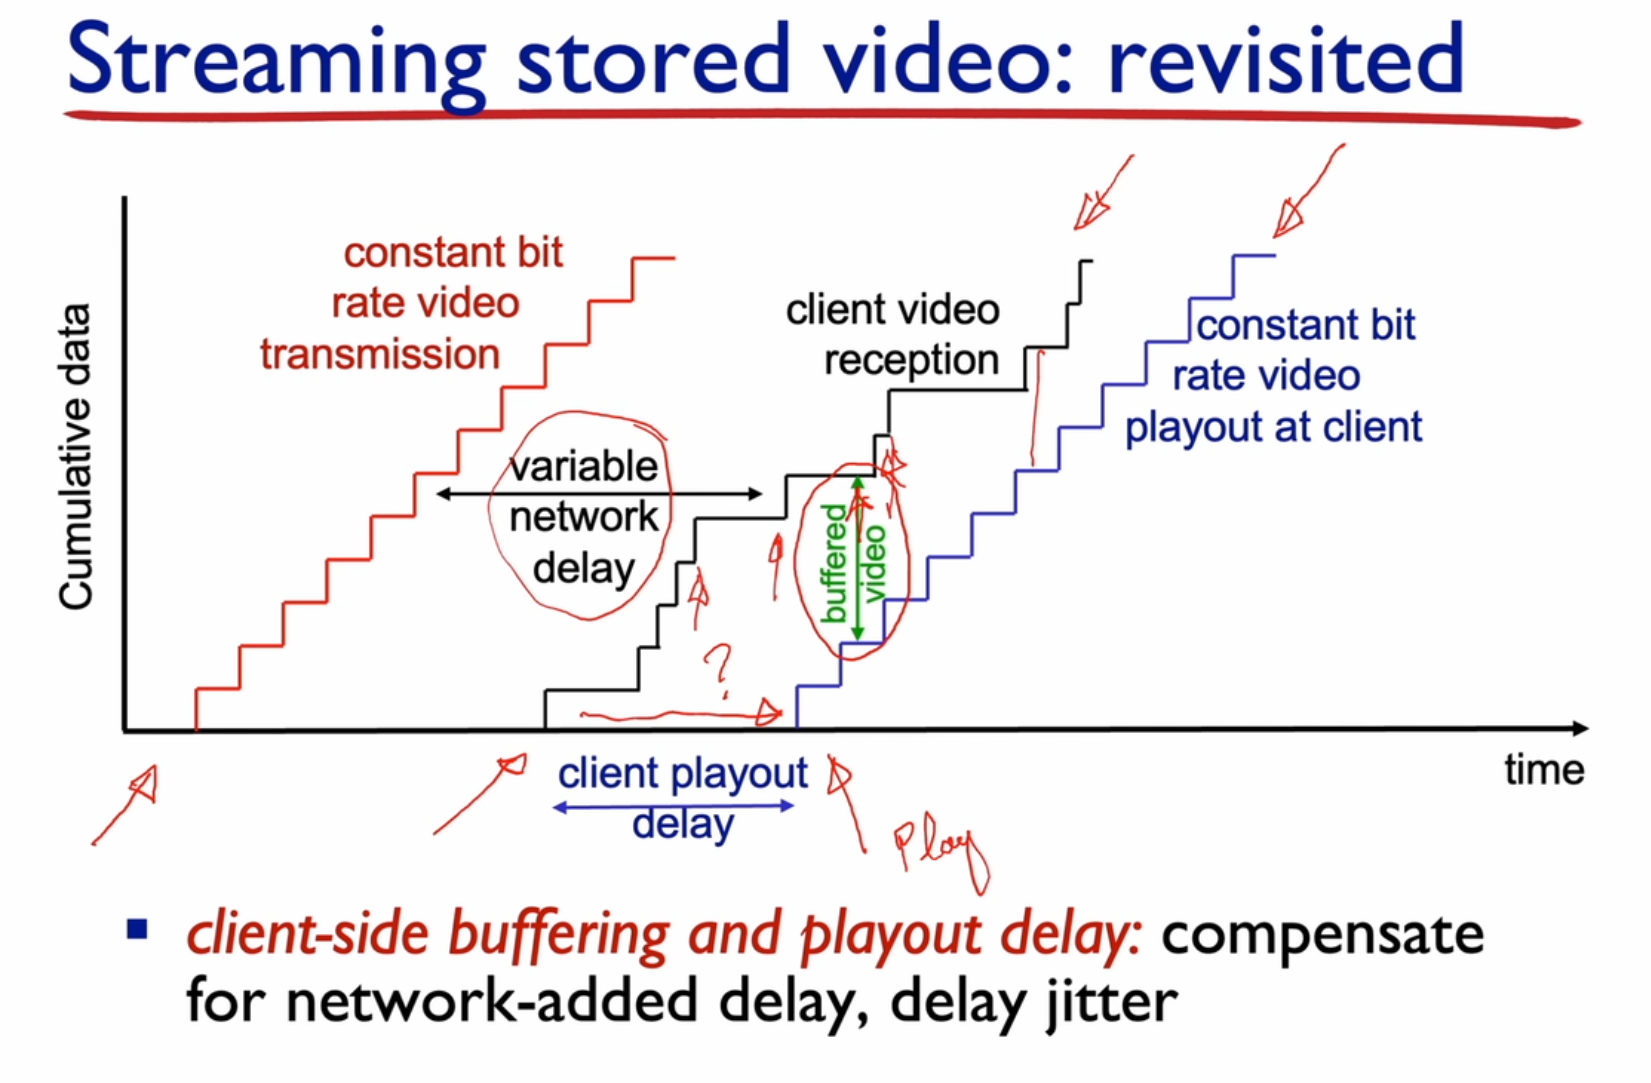 Streaming stored video: revisited
constant bit
rate video
transmission
client video
reception
constant bit
rate video
playout at client
variable
network
delay
buffered
video
Cumulative data
?
client playout
delay
time
Play
▪ client-side buffering and playout delay: compensate
for network-added delay, delay jitter